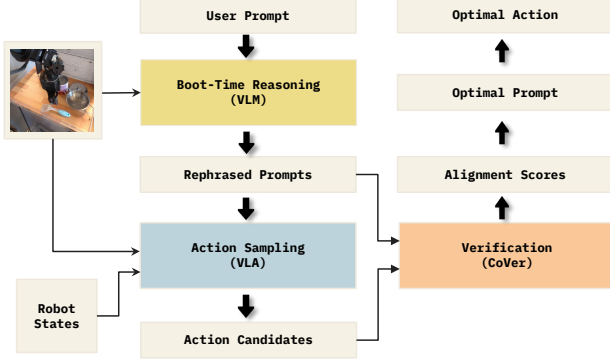 User Prompt
Boot-Time Reasoning
(VLM)
Rephrased Prompts
Action Sampling
(VLA)
Robot
States
Action Candidates
Verification
(CoVer)
Alignment Scores
Optimal Prompt
Optimal Action